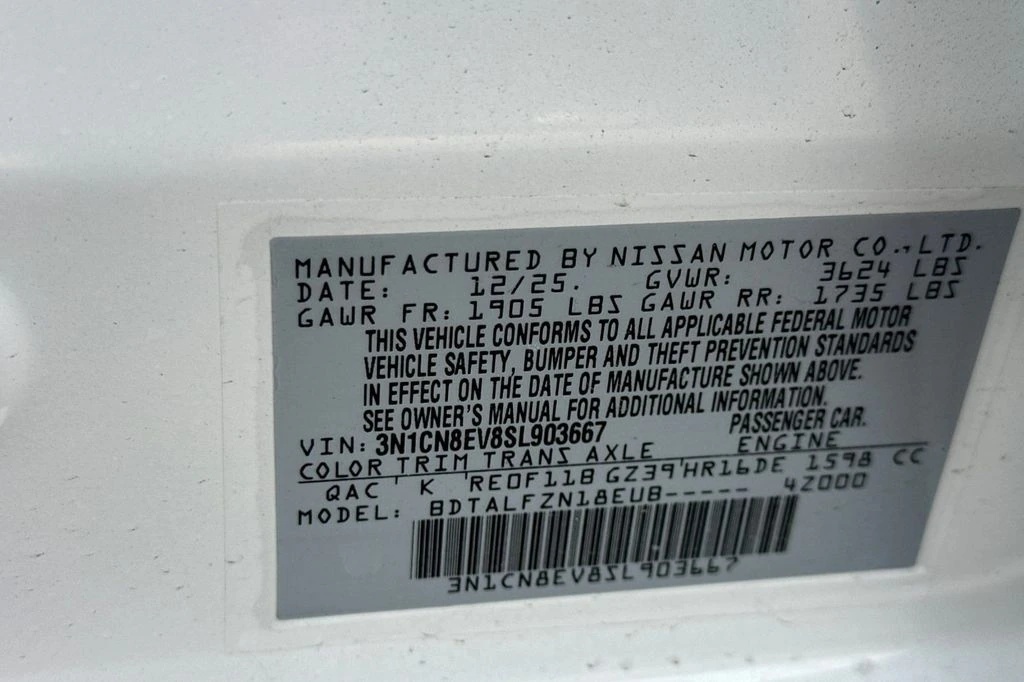 MANUFACTURED BY NISSAN MOTOR CO.,LTD.
DATE: 12/25. GVWR: 3624 LBS
GAWR FR: 1905 LBS GAWR RR: 1735 LBS
THIS VEHICLE CONFORMS TO ALL APPLICABLE FEDERAL MOTOR
VEHICLE SAFETY, BUMPER AND THEFT PREVENTION STANDARDS
IN EFFECT ON THE DATE OF MANUFACTURE SHOWN ABOVE.
SEE OWNER'S MANUAL FOR ADDITIONAL INFORMATION.
VIN: 3N1CN8EV8SL903667 PASSENGER CAR.
COLOR TRIM TRANS AXLE ENGINE
QAC' K 'RE0F11B GZ39'HR16DE 1598 CC
MODEL: BDTALFZN18EUB----- 4Z000
3N1CN8EV8SL903667